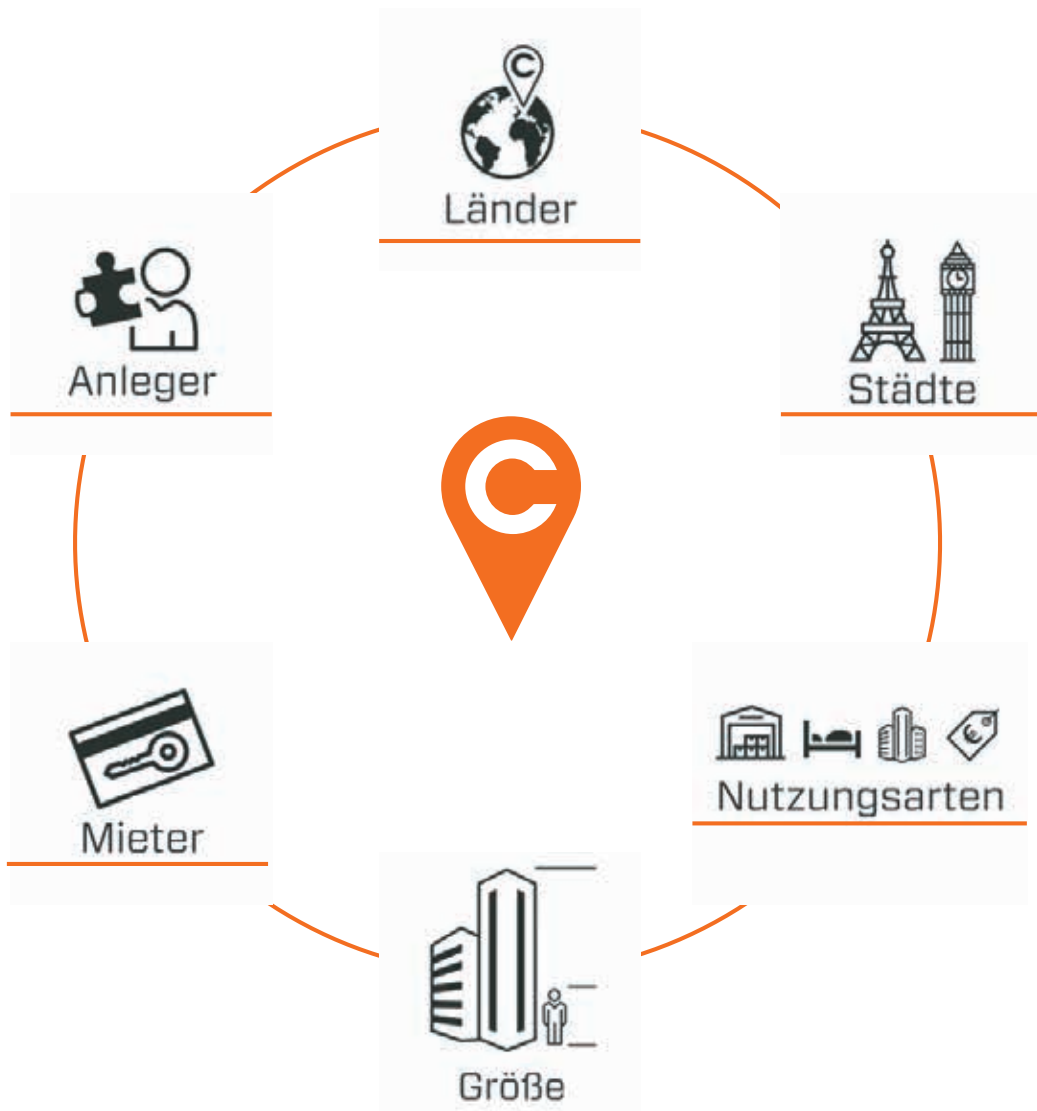 C
Länder
Anleger
Städte
C
Mieter
€
Nutzungsarten
Größe